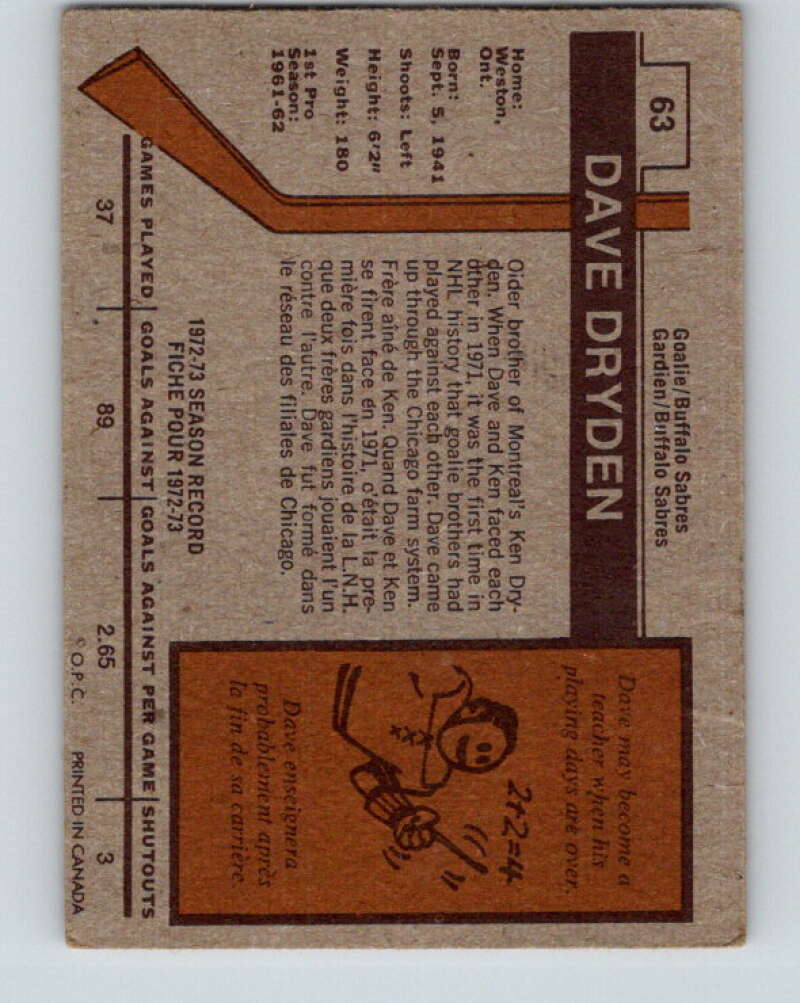 63
Goalie/Buffalo Sabres
Gardien/Buffalo Sabres
DAVE DRYDEN
Home:
Weston,
Ont.
Born:
Sept. 5, 1941
Shoots: Left
Height: 6'2"
Weight: 180
1st Pro
Season:
1961-62
Older brother of Montreal's Ken Dry-
den. When Dave and Ken faced each
other in 1971, it was the first time in
NHL history that goalie brothers had
played against each other. Dave came
up through the Chicago farm system.
Frère aîné de Ken. Quand Dave et Ken
se firent face en 1971, c'était la pre-
mière fois dans l'histoire de la L.N.H.
que deux frères gardiens jouaient l'un
contre l'autre. Dave fut formé dans
le réseau des filiales de Chicago.
Dave may become a
teacher when his
playing days are over.
2+2=4
XXX
Dave enseignera
probablement après
la fin de sa carrière.
1972-73 SEASON RECORD
FICHE POUR 1972-73
GAMES PLAYED GOALS AGAINST GOALS AGAINST PER GAME SHUTOUTS
37 89 2.65 3
© O.P.C. PRINTED IN CANADA